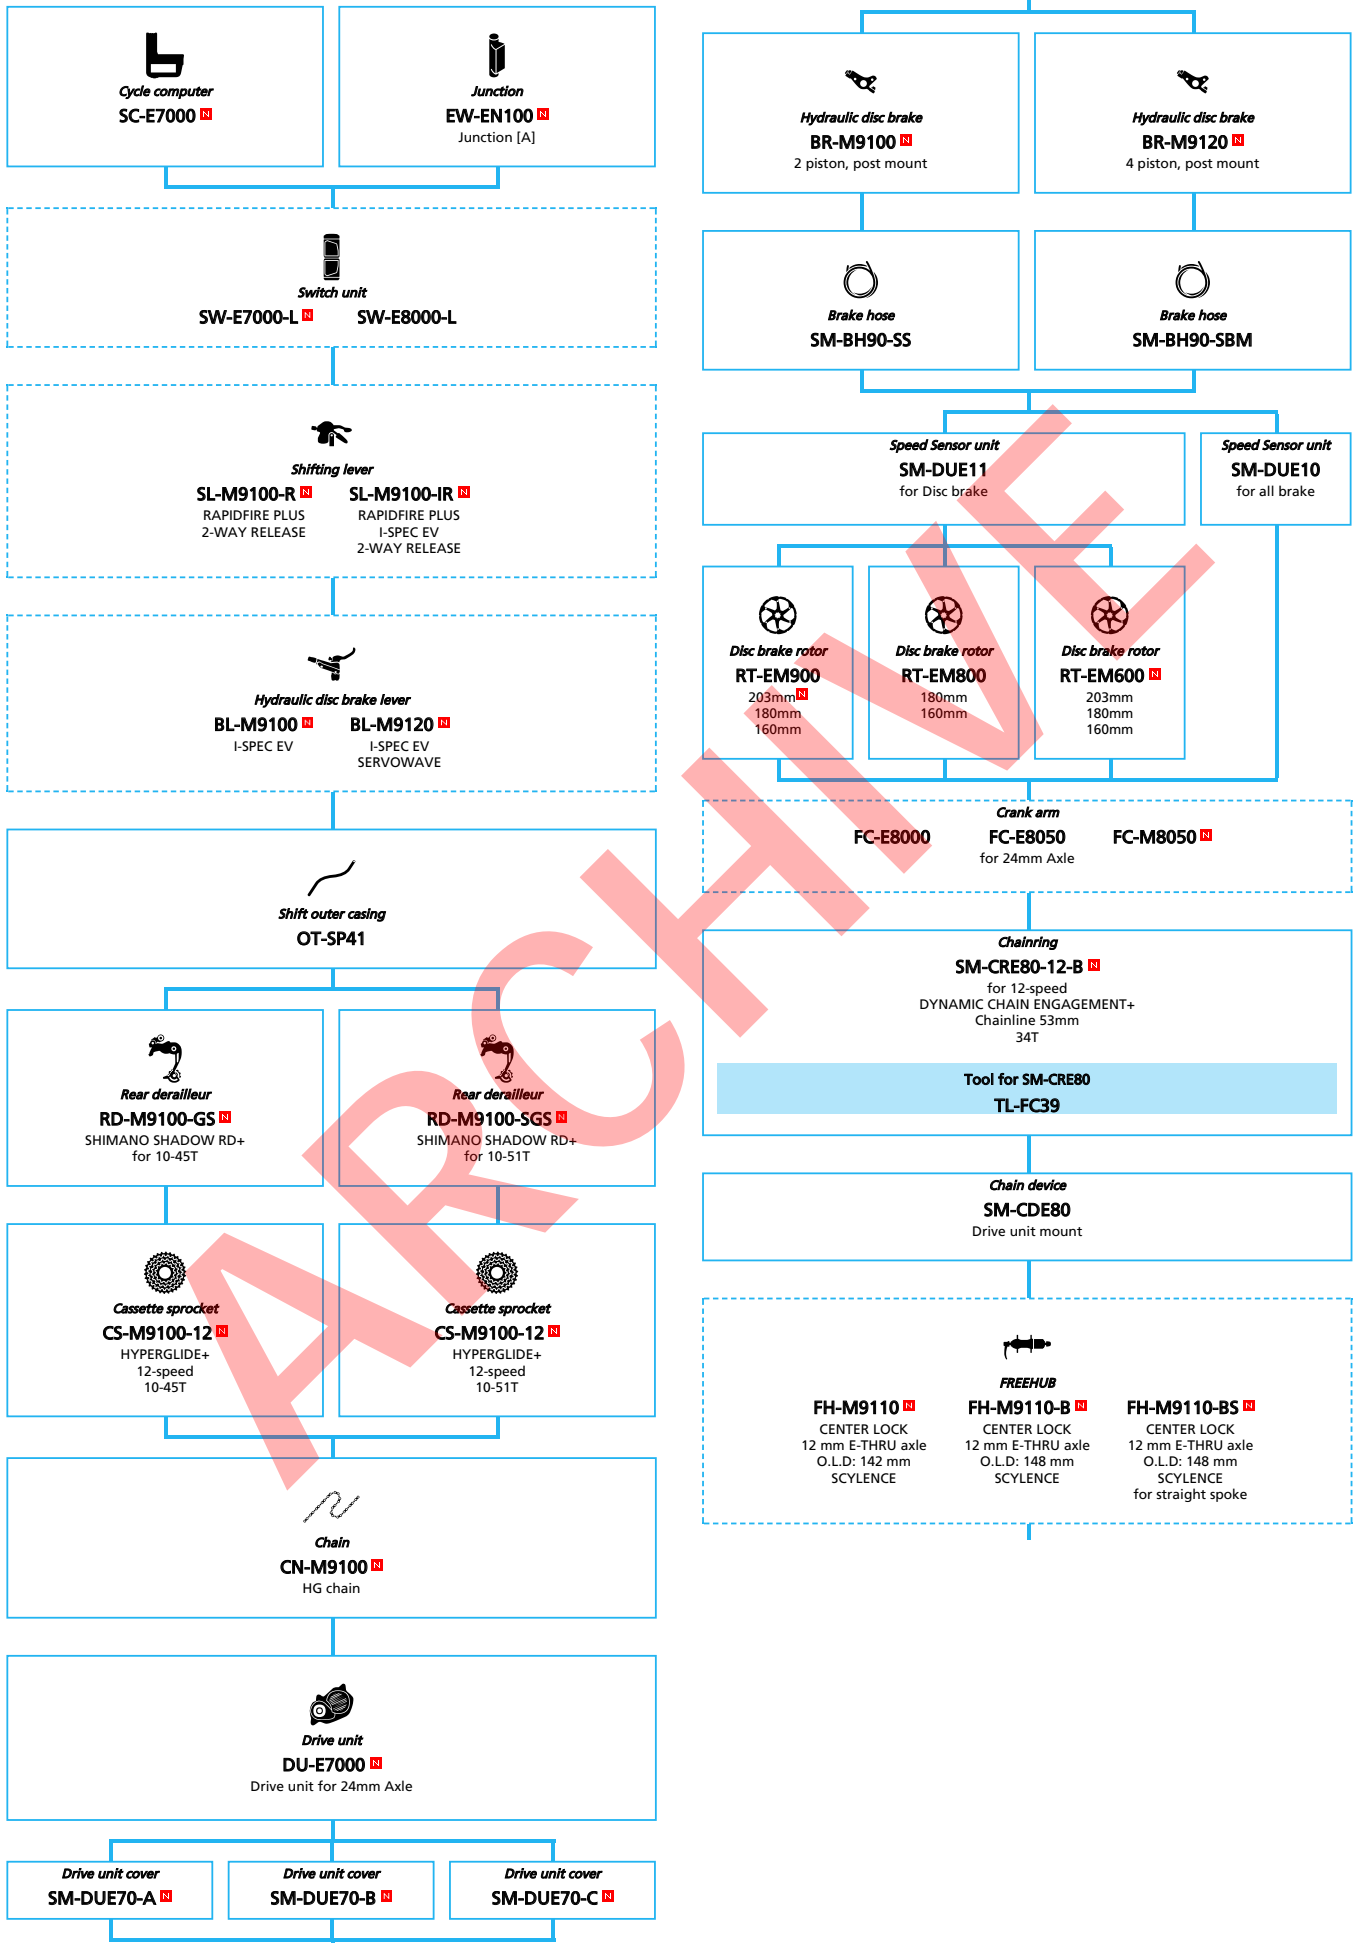 Cycle computer
SC-E7000 N
Junction
EW-EN100 N
Junction [A]
Switch unit
SW-E7000-L N SW-E8000-L
Shifting lever
SL-M9100-R N SL-M9100-IR N
RAPIDFIRE PLUS RAPIDFIRE PLUS
2-WAY RELEASE I-SPEC EV
2-WAY RELEASE
Hydraulic disc brake lever
BL-M9100 N BL-M9120 N
I-SPEC EV I-SPEC EV
SERVOWAVE
Shift outer casing
OT-SP41
Rear derailleur
RD-M9100-GS N
SHIMANO SHADOW RD+
for 10-45T
Rear derailleur
RD-M9100-SGS N
SHIMANO SHADOW RD+
for 10-51T
Cassette sprocket
CS-M9100-12 N
HYPERGLIDE+
12-speed
10-45T
Cassette sprocket
CS-M9100-12 N
HYPERGLIDE+
12-speed
10-51T
Chain
CN-M9100 N
HG chain
Drive unit
DU-E7000 N
Drive unit for 24mm Axle
Drive unit cover
SM-DUE70-A N
Drive unit cover
SM-DUE70-B N
Drive unit cover
SM-DUE70-C N
Hydraulic disc brake
BR-M9100 N
2 piston, post mount
Hydraulic disc brake
BR-M9120 N
4 piston, post mount
Brake hose
SM-BH90-SS
Brake hose
SM-BH90-SBM
Speed Sensor unit
SM-DUE11
for Disc brake
Speed Sensor unit
SM-DUE10
for all brake
Disc brake rotor
RT-EM900
203mm N
180mm
160mm
Disc brake rotor
RT-EM800
180mm
160mm
Disc brake rotor
RT-EM600 N
203mm
180mm
160mm
Crank arm
FC-E8000 FC-E8050 FC-M8050 N
for 24mm Axle
Chainring
SM-CRE80-12-B N
for 12-speed
DYNAMIC CHAIN ENGAGEMENT+
Chainline 53mm
34T
Tool for SM-CRE80
TL-FC39
Chain device
SM-CDE80
Drive unit mount
FREEHUB
FH-M9110 N FH-M9110-B N FH-M9110-BS N
CENTER LOCK CENTER LOCK CENTER LOCK
12 mm E-THRU axle 12 mm E-THRU axle 12 mm E-THRU axle
O.L.D: 142 mm O.L.D: 148 mm O.L.D: 148 mm
SCYLENCE SCYLENCE SCYLENCE
for straight spoke
ARCHIVE